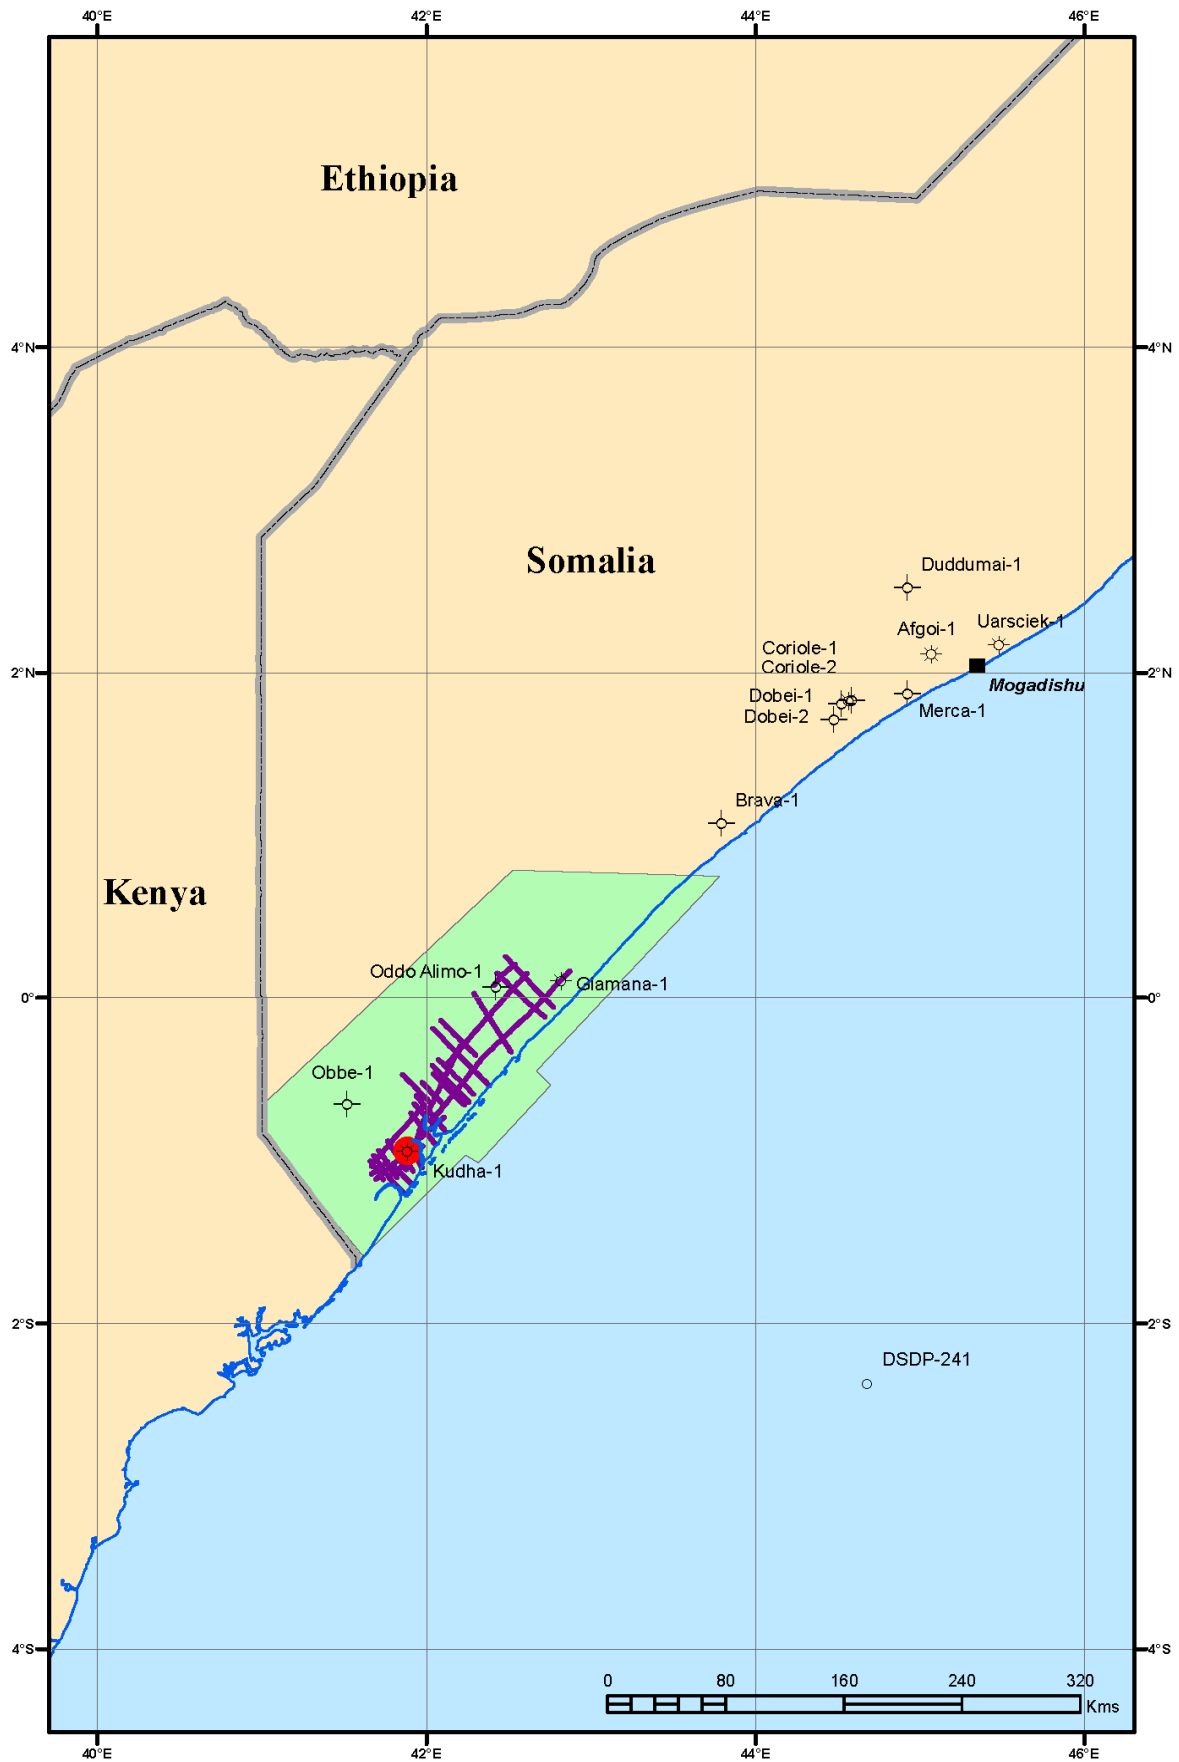 40°E
42°E
44°E
46°E
Ethiopia
4°N
4°N
Somalia
Duddumai-1
Uarsciek-1
Afgoi-1
Coriole-1
Coriole-2
2°N
2°N
Mogadishu
Dobei-1
Merca-1
Dobei-2
Brava-1
Kenya
Oddo Alimo-1
Giamana-1
0°
0°
Obbe-1
Kudha-1
2°S
2°S
DSDP-241
4°S
4°S
0
80
160
240
320
Kms
40°E
42°E
44°E
46°E